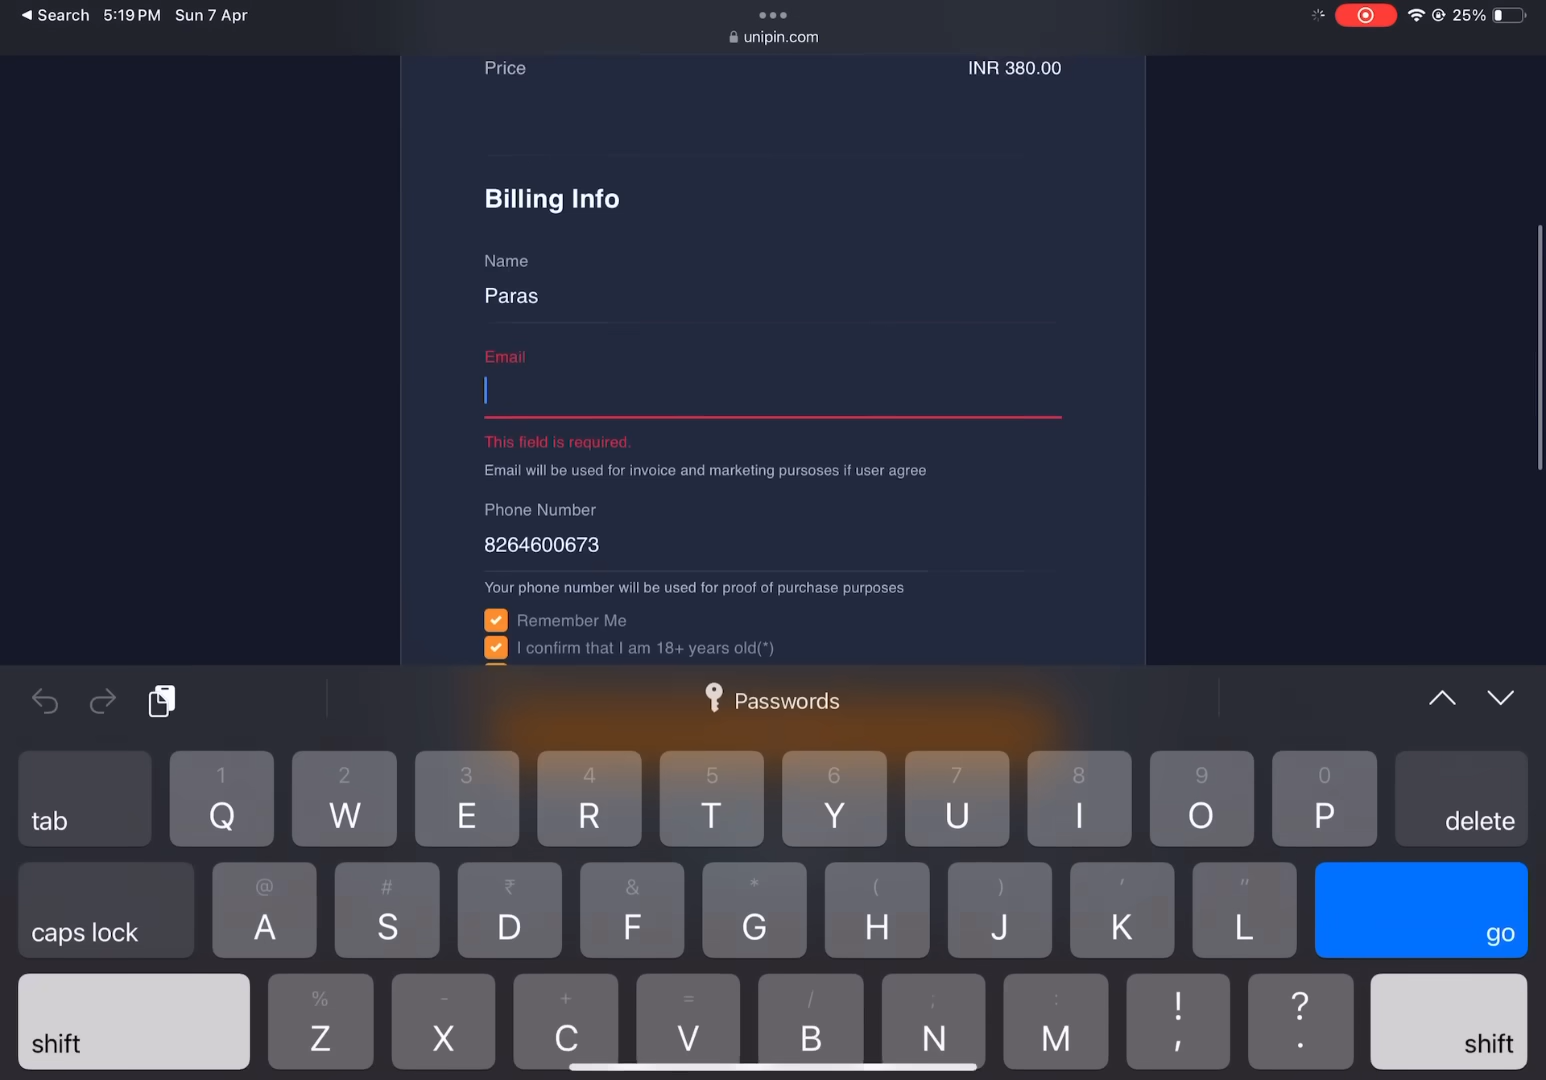 ◀ Search 5:19 PM Sun 7 Apr
25%
unipin.com
Price INR 380.00
Billing Info
Name
Paras
Email
This field is required.
Email will be used for invoice and marketing pursoses if user agree
Phone Number
8264600673
Your phone number will be used for proof of purchase purposes
Remember Me
I confirm that I am 18+ years old(*)
Passwords
1 2 3 4 5 6 7 8 9 0
tab Q W E R T Y U I O P delete
@ # ₹ & * ( ) ' "
caps lock A S D F G H J K L go
% - + = / ; : ! ?
shift Z X C V B N M , . shift